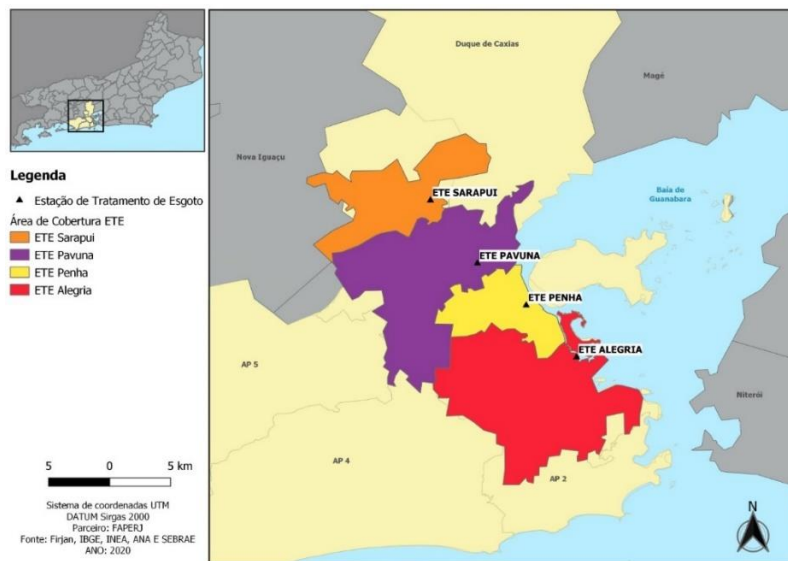 Legenda
Estação de Tratamento de Esgoto
Área de Cobertura ETE
ETE Sarapui
ETE Pavuna
ETE Penha
ETE Alegria
5 0 5 km
Sistema de coordenadas UTM
DATUM Sirgas 2000
Parceiro: FAPERJ
Fonte: Firjan, IBGE, INEA, ANA E SEBRAE
ANO: 2020
Duque de Caxias
Magé
Nova Iguaçu
ETE SARAPUI
Baía de
Guanabara
ETE PAVUNA
ETE PENHA
ETE ALEGRIA
AP 5
Niterói
AP 4
AP 2
N